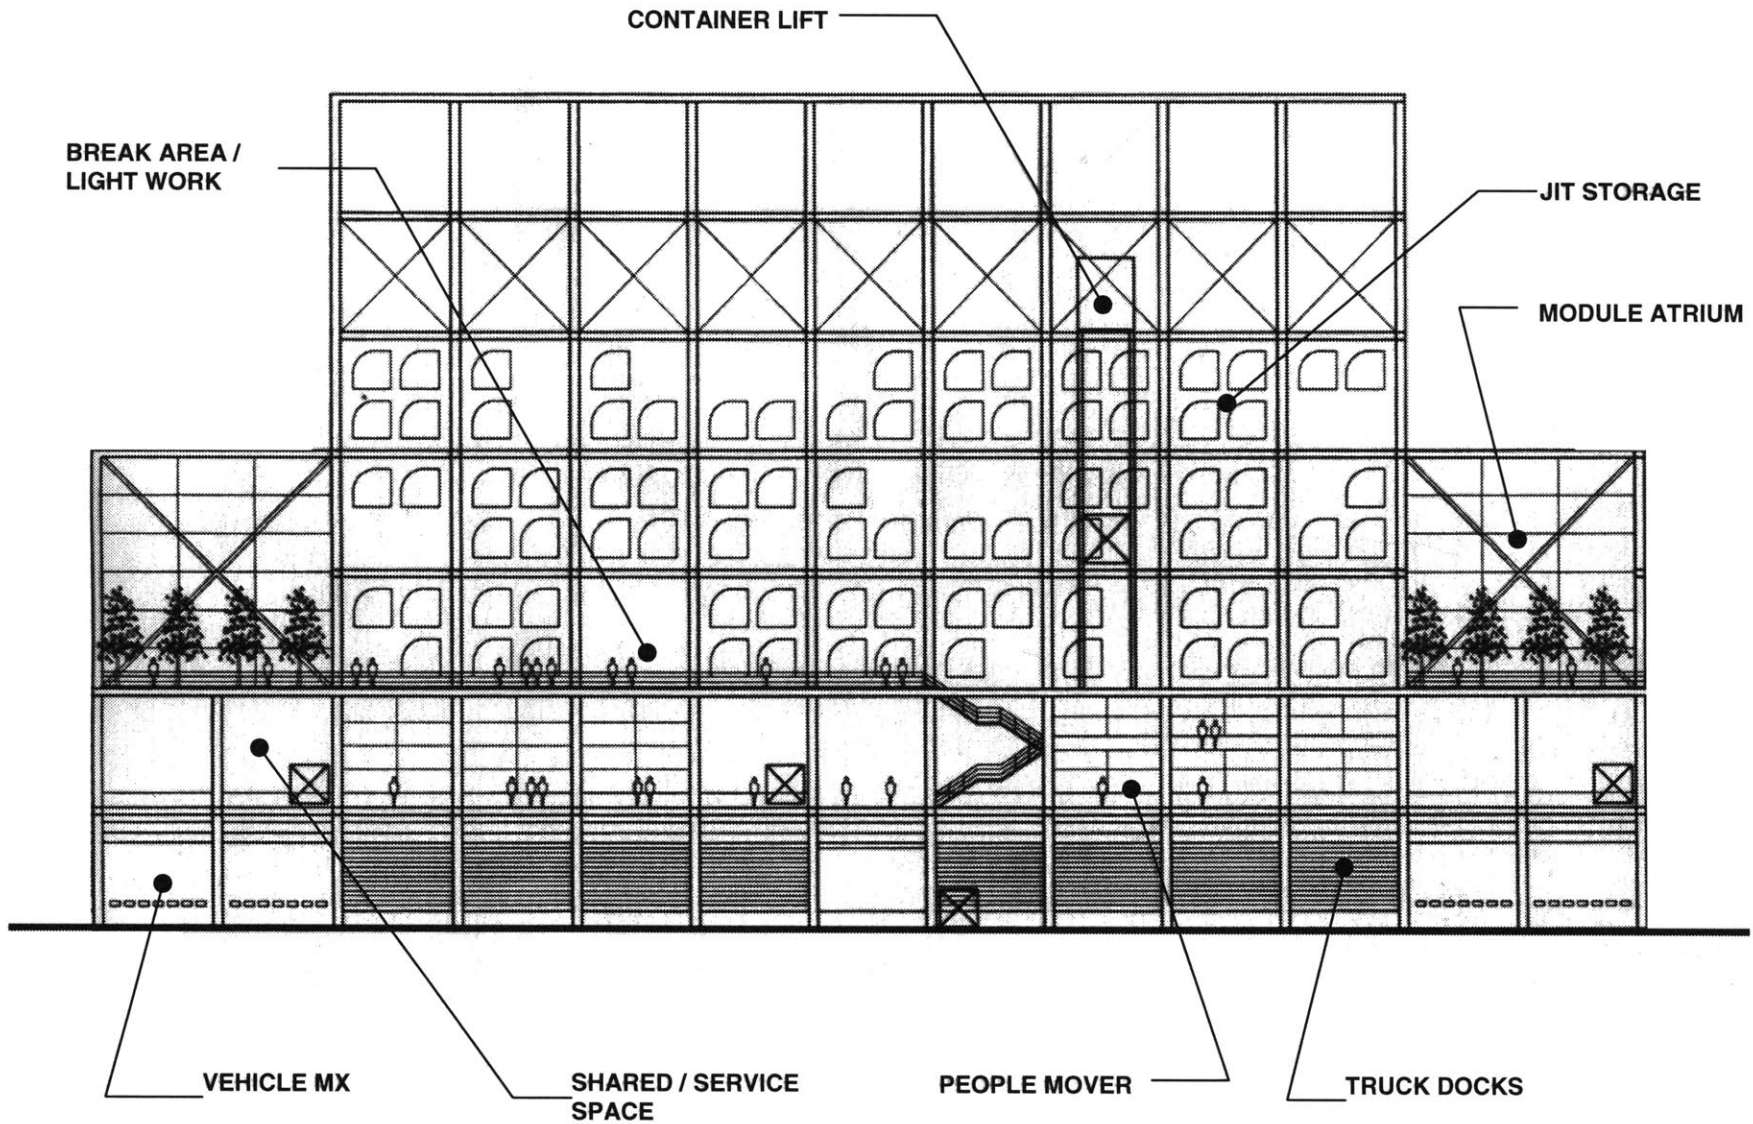 CONTAINER LIFT
BREAK AREA /
LIGHT WORK
JIT STORAGE
MODULE ATRIUM
VEHICLE MX
SHARED / SERVICE
SPACE
PEOPLE MOVER
TRUCK DOCKS